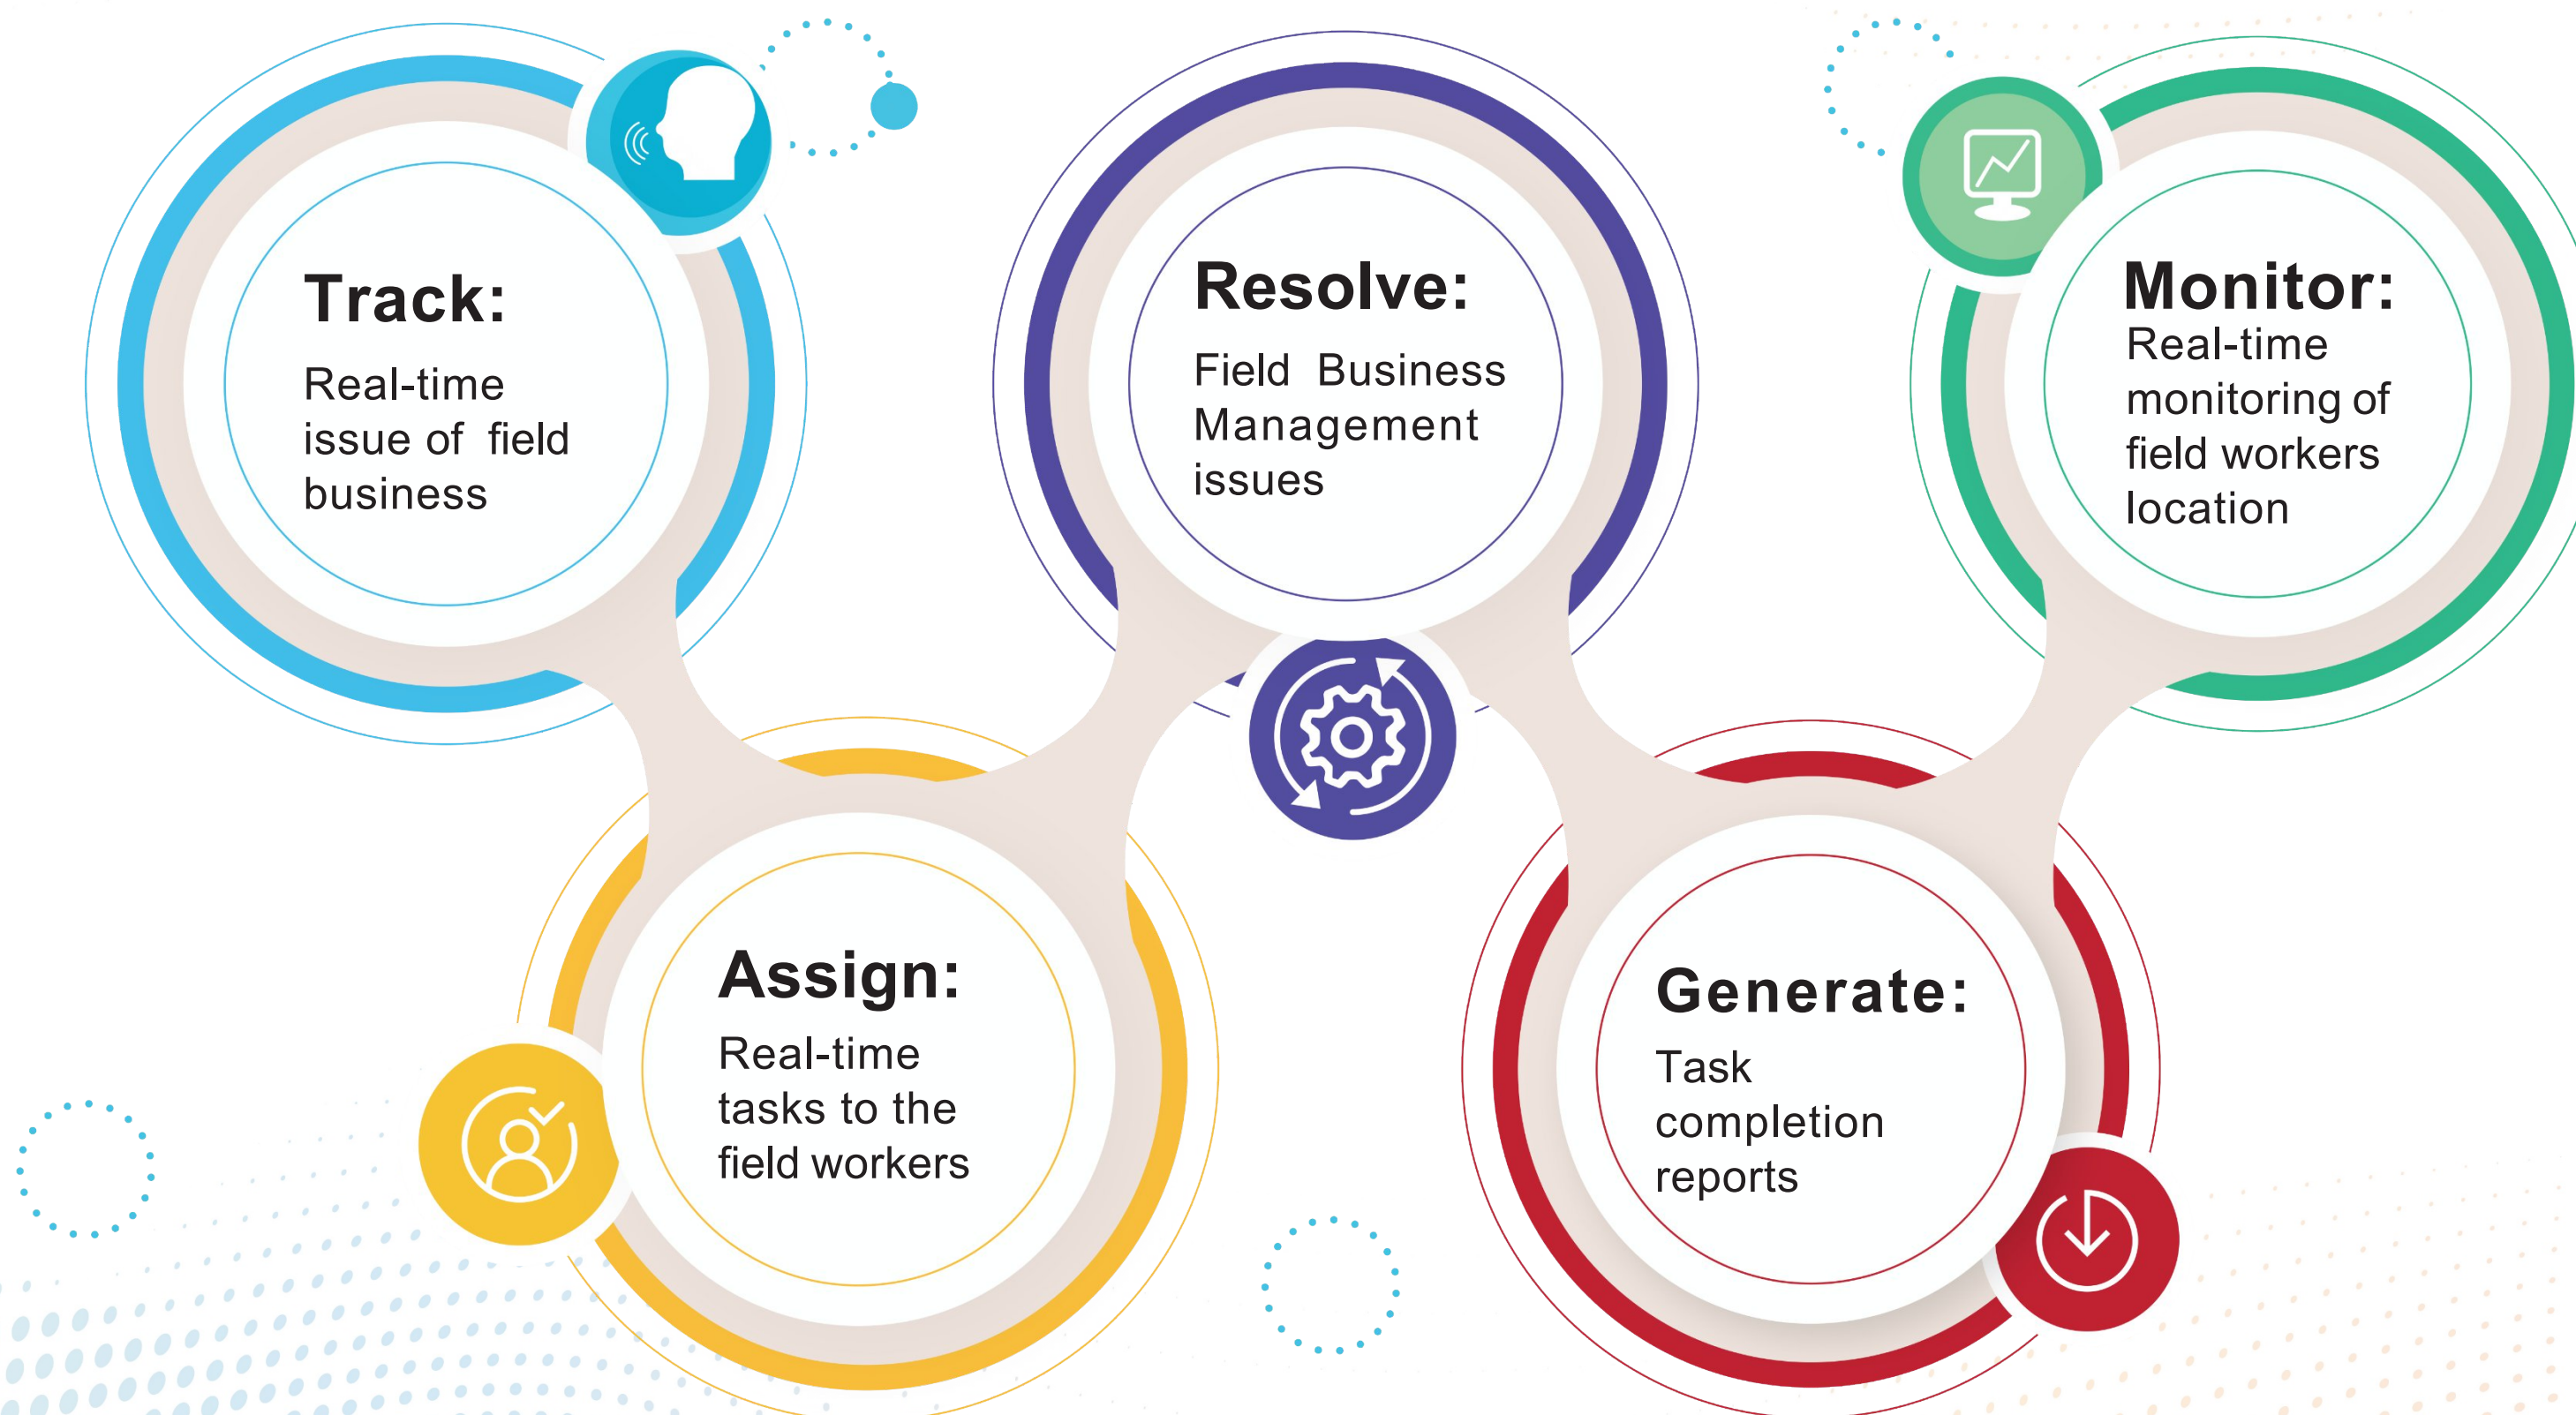 Track:
Real-time
issue of field
business
Assign:
Real-time
tasks to the
field workers
Resolve:
Field Business
Management
issues
Generate:
Task
completion
reports
Monitor:
Real-time
monitoring of
field workers
location